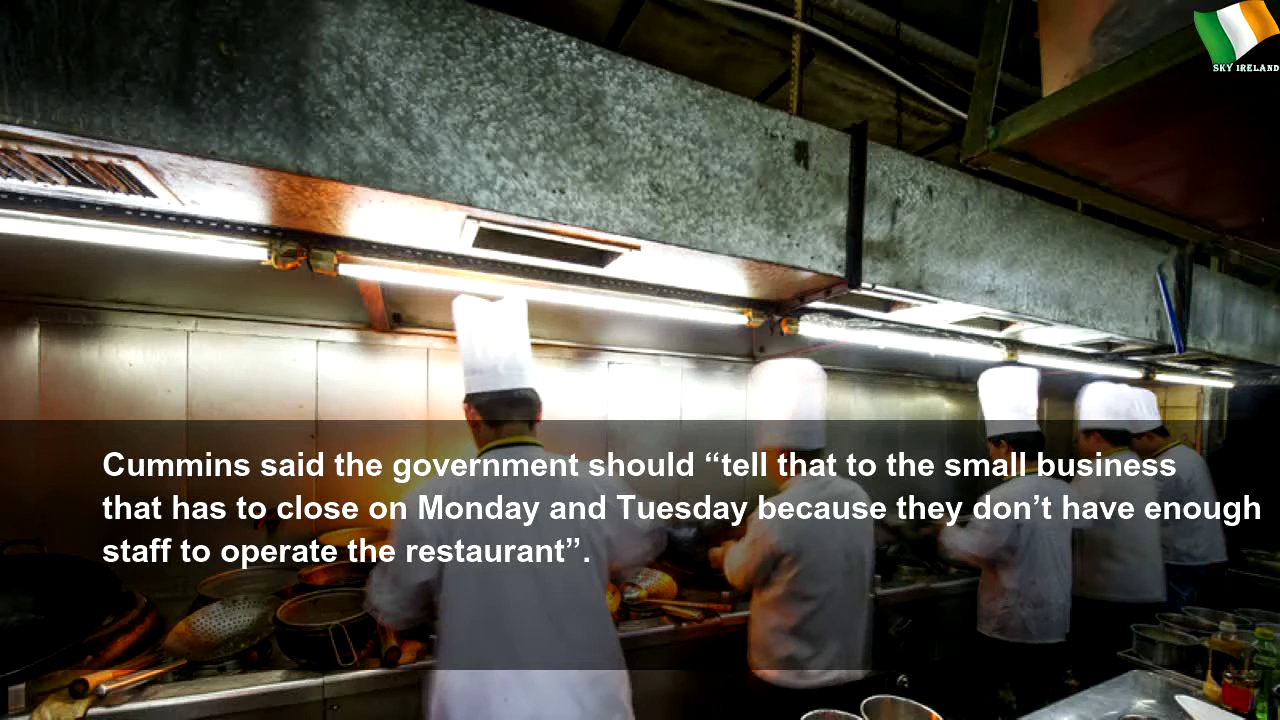 SKY IRELAND
Cummins said the government should “tell that to the small business
that has to close on Monday and Tuesday because they don’t have enough
staff to operate the restaurant”.